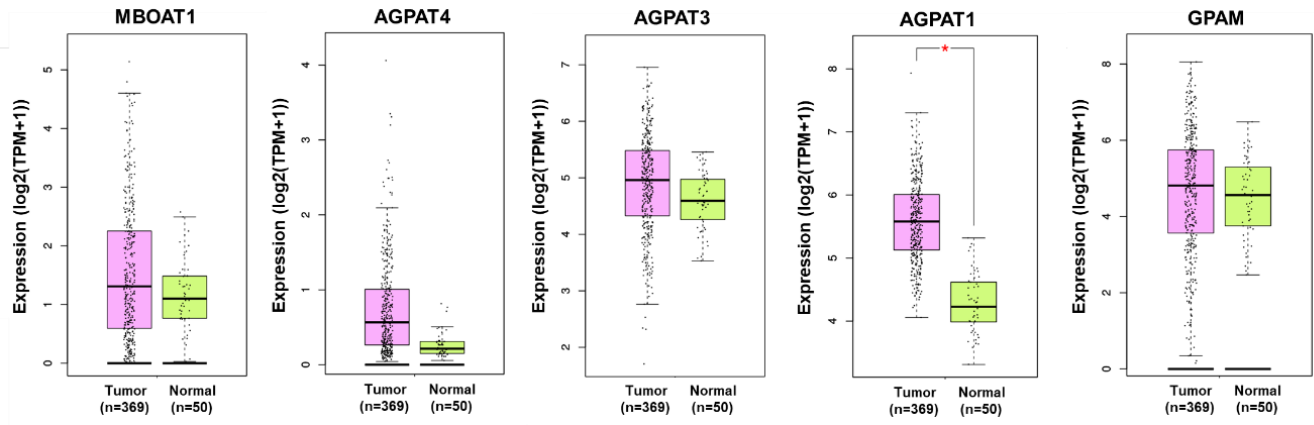 MBOAT1
AGPAT4
AGPAT3
AGPAT1
GPAM
Expression (log2(TPM+1))
5
4
3
2
1
0
Tumor
(n=369)
Normal
(n=50)
Expression (log2(TPM+1))
4
3
2
1
0
Tumor
(n=369)
Normal
(n=50)
Expression (log2(TPM+1))
7
6
5
4
3
2
Tumor
(n=369)
Normal
(n=50)
Expression (log2(TPM+1))
8
7
6
5
4
*
Tumor
(n=369)
Normal
(n=50)
Expression (log2(TPM+1))
8
6
4
2
0
Tumor
(n=369)
Normal
(n=50)